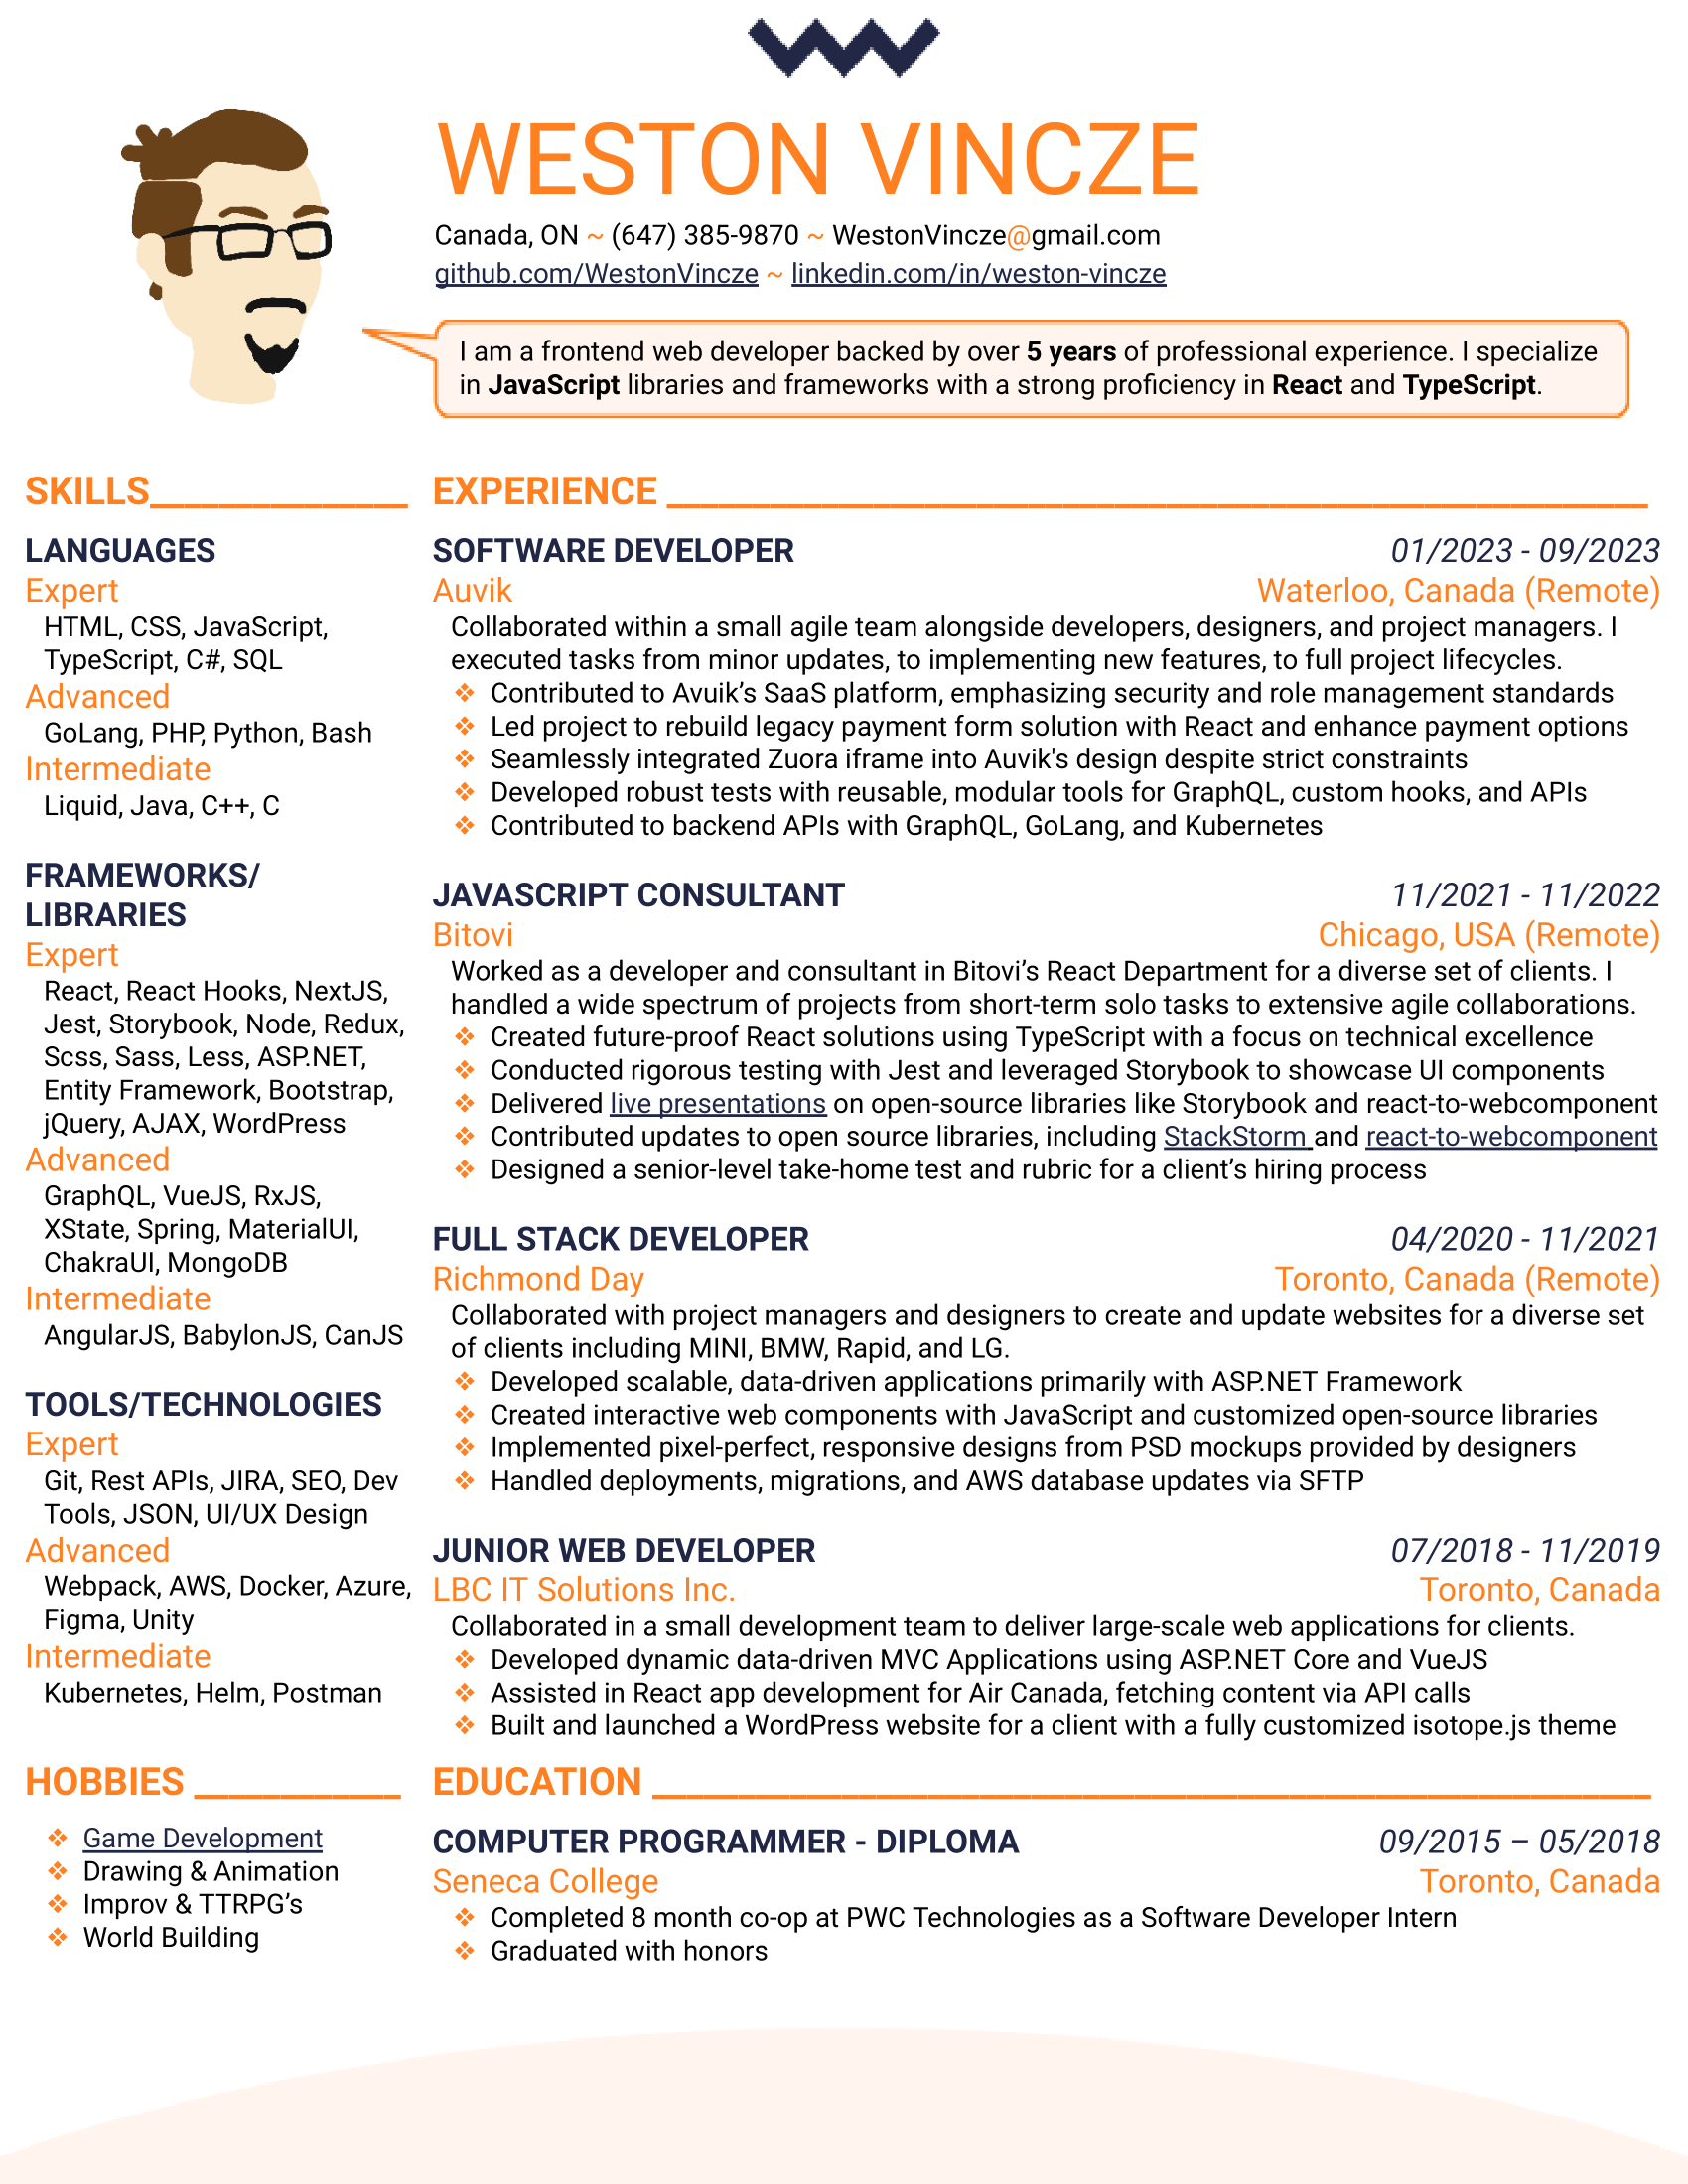 WESTON VINCZE
Canada, ON ~ (647) 385-9870 ~ WestonVincze@gmail.com
github.com/WestonVincze ~ linkedin.com/in/weston-vincze
I am a frontend web developer backed by over 5 years of professional experience. I specialize
in JavaScript libraries and frameworks with a strong proficiency in React and TypeScript.
SKILLS
LANGUAGES
Expert
HTML, CSS, JavaScript,
TypeScript, C#, SQL
Advanced
GoLang, PHP, Python, Bash
Intermediate
Liquid, Java, C++, C
FRAMEWORKS/
LIBRARIES
Expert
React, React Hooks, NextJS,
Jest, Storybook, Node, Redux,
Scss, Sass, Less, ASP.NET,
Entity Framework, Bootstrap,
jQuery, AJAX, WordPress
Advanced
GraphQL, VueJS, RxJS,
XState, Spring, MaterialUI,
ChakraUI, MongoDB
Intermediate
AngularJS, BabylonJS, CanJS
TOOLS/TECHNOLOGIES
Expert
Git, Rest APIs, JIRA, SEO, Dev
Tools, JSON, UI/UX Design
Advanced
Webpack, AWS, Docker, Azure,
Figma, Unity
Intermediate
Kubernetes, Helm, Postman
HOBBIES
❖ Game Development
❖ Drawing & Animation
❖ Improv & TTRPG’s
❖ World Building
EXPERIENCE
SOFTWARE DEVELOPER 01/2023 - 09/2023
Auvik Waterloo, Canada (Remote)
Collaborated within a small agile team alongside developers, designers, and project managers. I
executed tasks from minor updates, to implementing new features, to full project lifecycles.
❖ Contributed to Avuik’s SaaS platform, emphasizing security and role management standards
❖ Led project to rebuild legacy payment form solution with React and enhance payment options
❖ Seamlessly integrated Zuora iframe into Auvik's design despite strict constraints
❖ Developed robust tests with reusable, modular tools for GraphQL, custom hooks, and APIs
❖ Contributed to backend APIs with GraphQL, GoLang, and Kubernetes
JAVASCRIPT CONSULTANT 11/2021 - 11/2022
Bitovi Chicago, USA (Remote)
Worked as a developer and consultant in Bitovi’s React Department for a diverse set of clients. I
handled a wide spectrum of projects from short-term solo tasks to extensive agile collaborations.
❖ Created future-proof React solutions using TypeScript with a focus on technical excellence
❖ Conducted rigorous testing with Jest and leveraged Storybook to showcase UI components
❖ Delivered live presentations on open-source libraries like Storybook and react-to-webcomponent
❖ Contributed updates to open source libraries, including StackStorm and react-to-webcomponent
❖ Designed a senior-level take-home test and rubric for a client’s hiring process
FULL STACK DEVELOPER 04/2020 - 11/2021
Richmond Day Toronto, Canada (Remote)
Collaborated with project managers and designers to create and update websites for a diverse set
of clients including MINI, BMW, Rapid, and LG.
❖ Developed scalable, data-driven applications primarily with ASP.NET Framework
❖ Created interactive web components with JavaScript and customized open-source libraries
❖ Implemented pixel-perfect, responsive designs from PSD mockups provided by designers
❖ Handled deployments, migrations, and AWS database updates via SFTP
JUNIOR WEB DEVELOPER 07/2018 - 11/2019
LBC IT Solutions Inc. Toronto, Canada
Collaborated in a small development team to deliver large-scale web applications for clients.
❖ Developed dynamic data-driven MVC Applications using ASP.NET Core and VueJS
❖ Assisted in React app development for Air Canada, fetching content via API calls
❖ Built and launched a WordPress website for a client with a fully customized isotope.js theme
EDUCATION
COMPUTER PROGRAMMER - DIPLOMA 09/2015 – 05/2018
Seneca College Toronto, Canada
❖ Completed 8 month co-op at PWC Technologies as a Software Developer Intern
❖ Graduated with honors